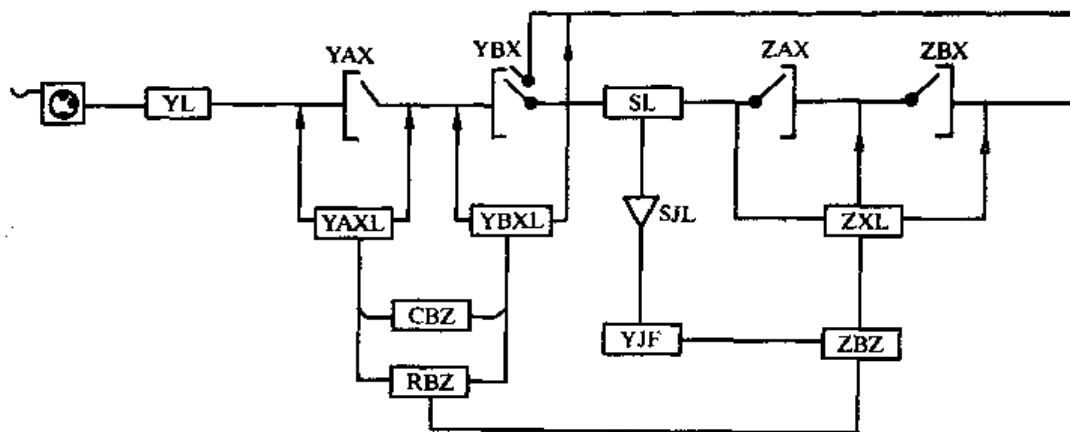 YAX
YBX
ZAX
ZBX
YL
SL
YAXL
YBXL
SJL
ZXL
CBZ
YJF
ZBZ
RBZ